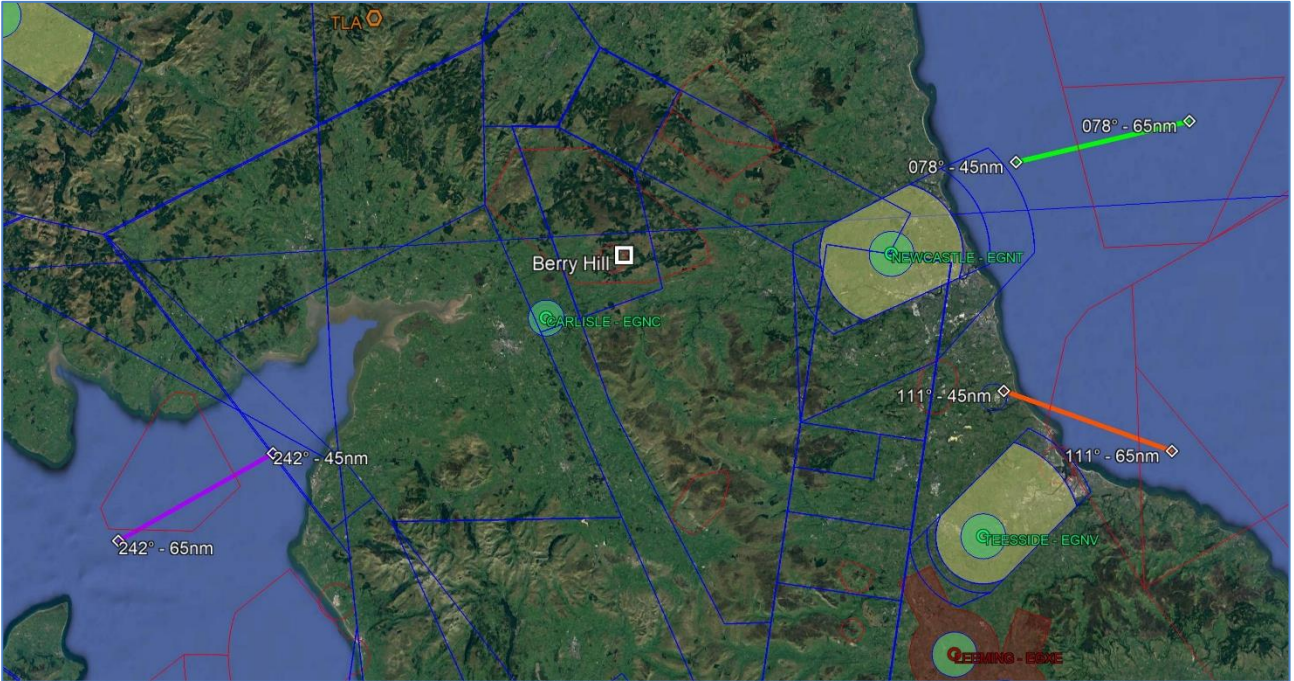 TLA
078° - 65nm
078° - 45nm
Berry Hill
NEWCASTLE - EGNT
CARLISLE - EGNC
111° - 45nm
111° - 65nm
242° - 45nm
242° - 65nm
TEESSIDE - EGNV
LEEMING - EGXE